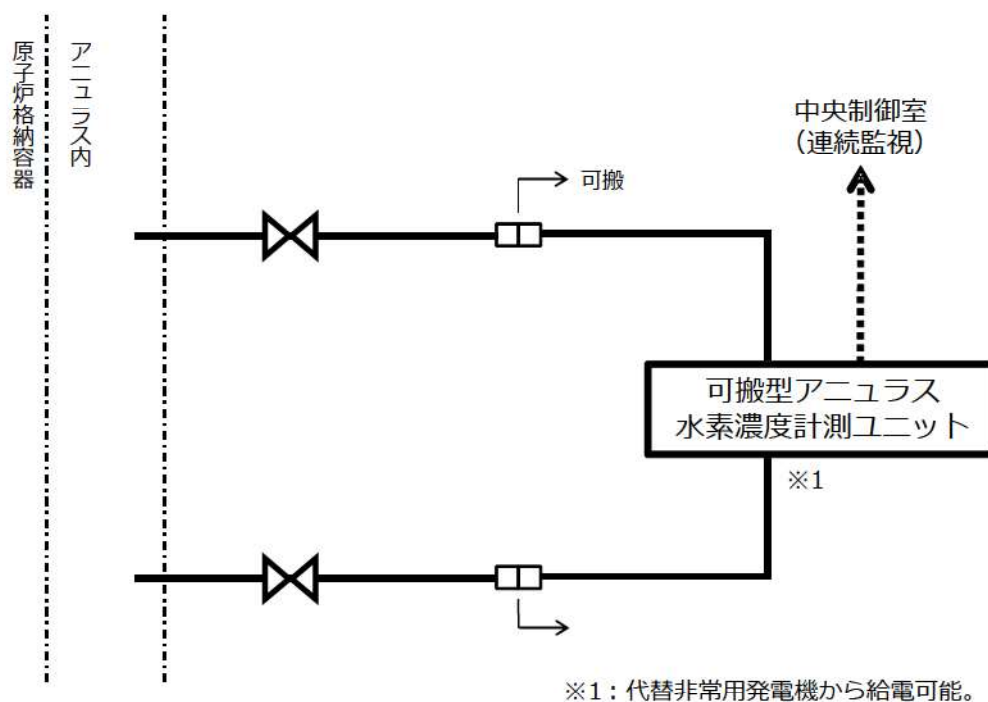 原子炉格納容器
アニュラス内
中央制御室
（連続監視）
可搬
可搬型アニュラス
水素濃度計測ユニット
※1
※1：代替非常用発電機から給電可能。